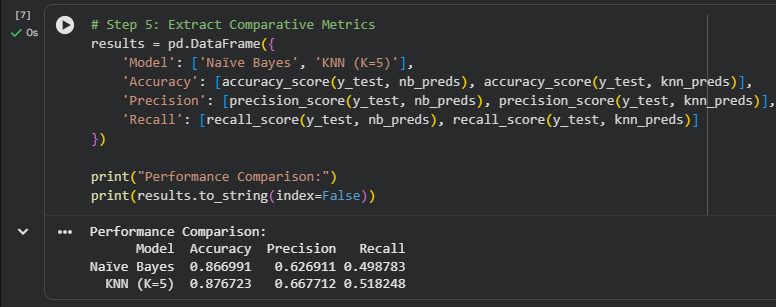 [7]
0s
# Step 5: Extract Comparative Metrics
results = pd.DataFrame({
    'Model': ['Naïve Bayes', 'KNN (K=5)'],
    'Accuracy': [accuracy_score(y_test, nb_preds), accuracy_score(y_test, knn_preds)],
    'Precision': [precision_score(y_test, nb_preds), precision_score(y_test, knn_preds)],
    'Recall': [recall_score(y_test, nb_preds), recall_score(y_test, knn_preds)]
})
print("Performance Comparison:")
print(results.to_string(index=False))
Performance Comparison:
      Model  Accuracy  Precision   Recall
Naïve Bayes  0.866991   0.626911 0.498783
  KNN (K=5)  0.876723   0.667712 0.518248